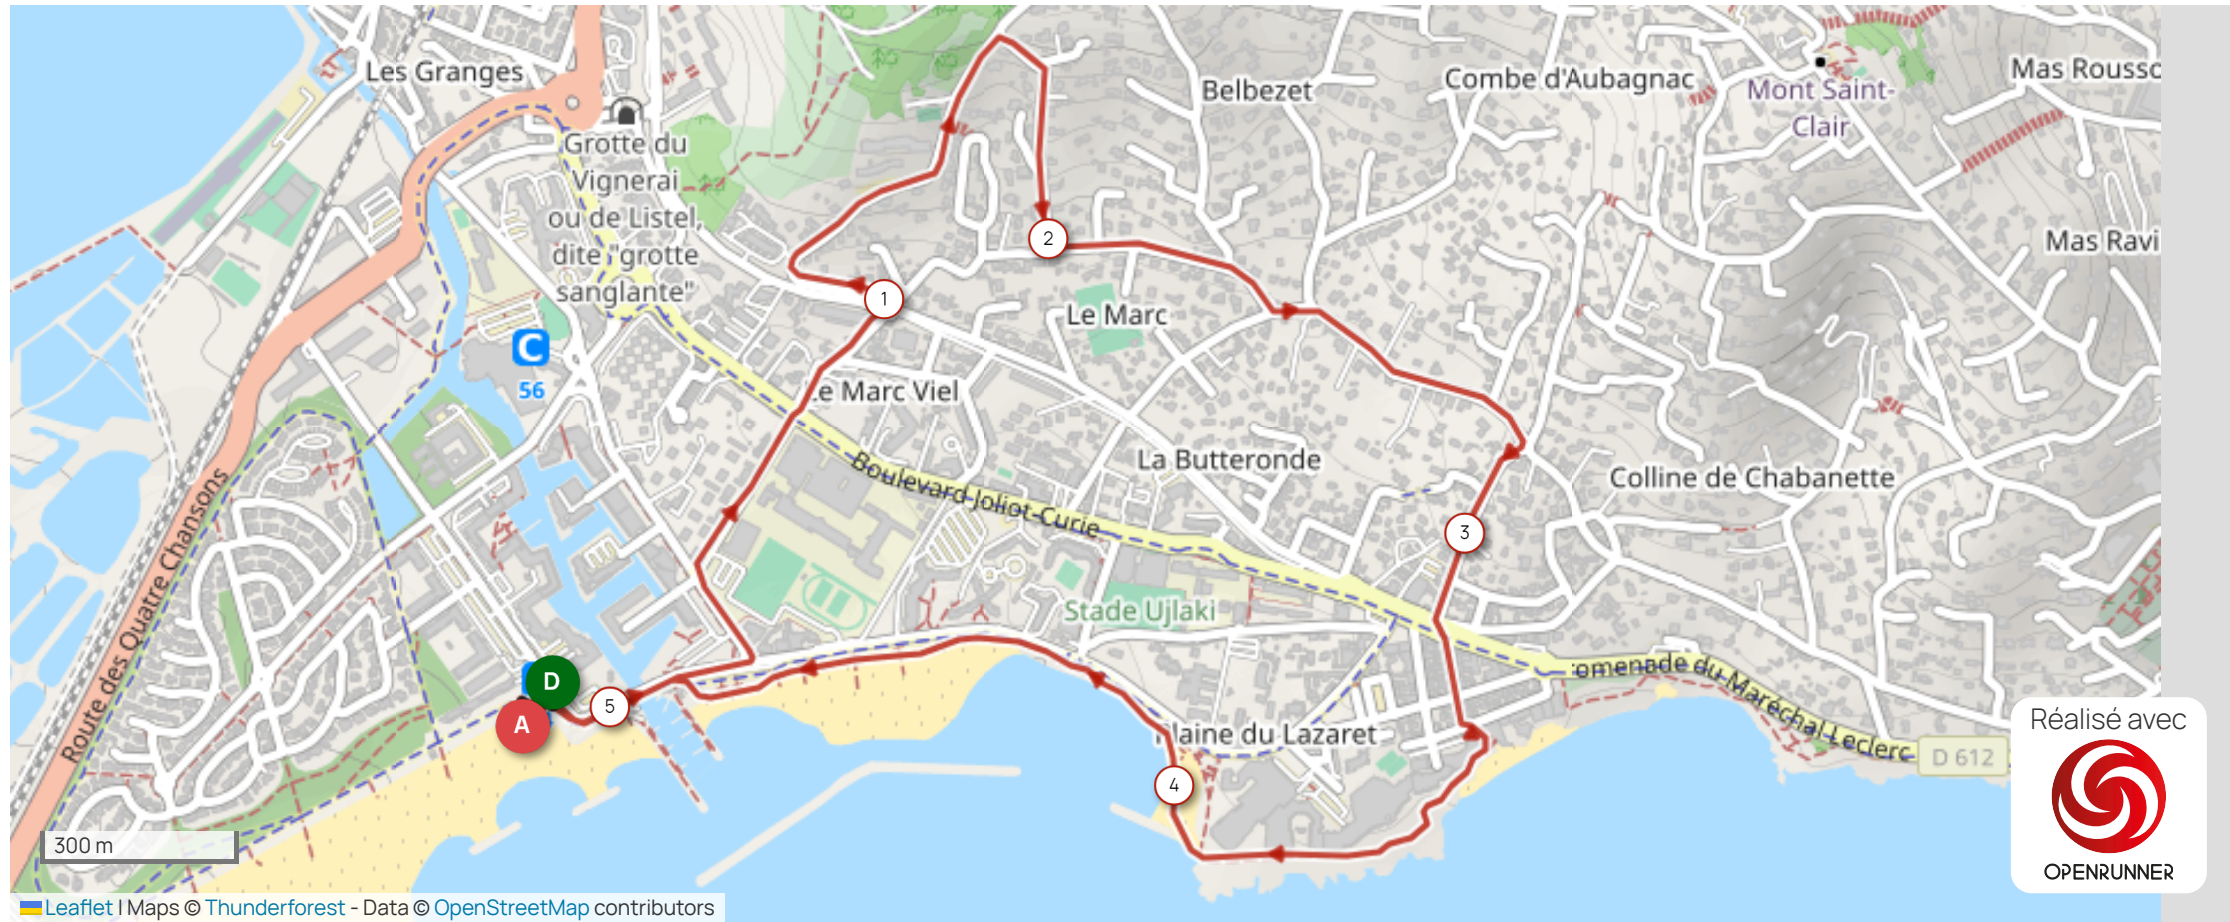 Les Granges
Grotte du
Vignerai
ou de Listel,
dite "grotte
sanglante"
Belbezet
Combe d'Aubagnac
Mont Saint-
Clair
Mas Rousso
Mas Ravi
2
1
Le Marc
C
56
e Marc Viel
La Butteronde
Boulevard Joliot-Curie
Colline de Chabanette
3
Route des Quatre Chansons
Stade Ujlaki
omenade du Maréchal Leclerc
D 612
D
5
A
laine du Lazaret
4
Réalisé avec
OPENRUNNER
300 m
Leaflet | Maps © Thunderforest - Data © OpenStreetMap contributors